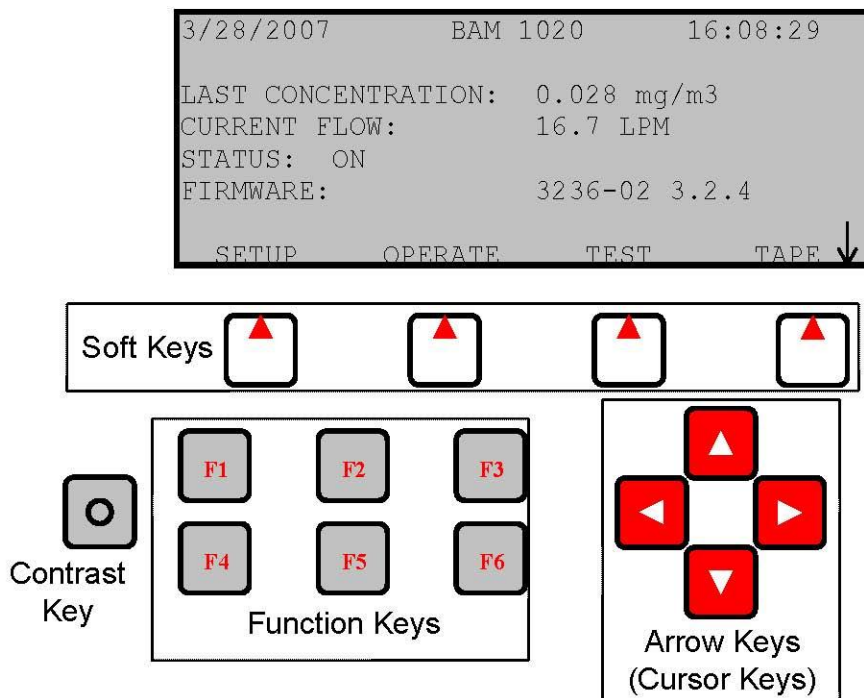 3/28/2007 BAM 1020 16:08:29
LAST CONCENTRATION: 0.028 mg/m3
CURRENT FLOW: 16.7 LPM
STATUS: ON
FIRMWARE: 3236-02 3.2.4
SETUP OPERATE TEST TAPE
Soft Keys
F1 F2 F3
F4 F5 F6
Contrast
Key
Function Keys
Arrow Keys
(Cursor Keys)